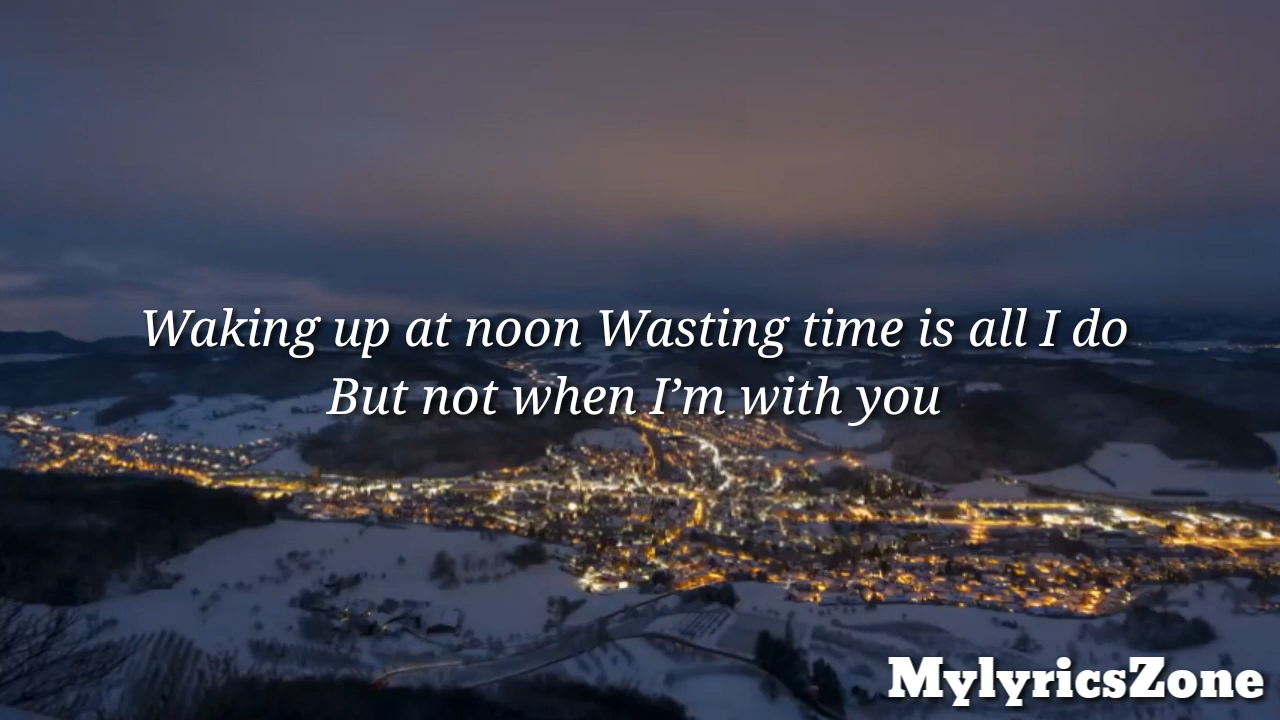 Waking up at noon Wasting time is all I do
But not when I’m with you
MylyricsZone